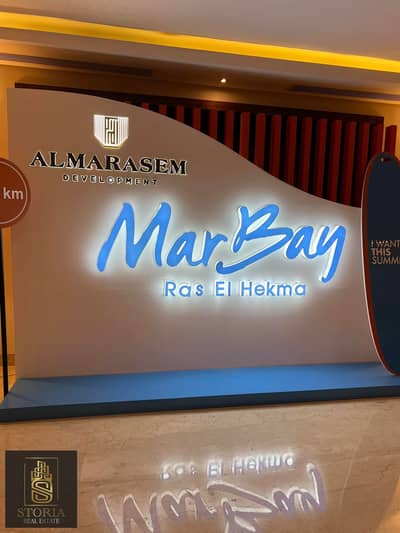 ALMARASEM
DEVELOPMENT
km
MarBay
Ras El Hekma
I WANT
THIS
SUMM
STORIA
REAL ESTATE